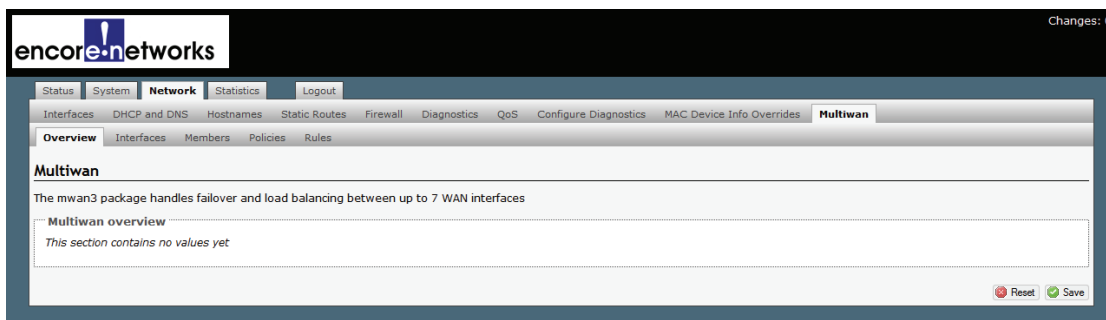 Changes:
encore!networks
Status System Network Statistics Logout
Interfaces DHCP and DNS Hostnames Static Routes Firewall Diagnostics QoS Configure Diagnostics MAC Device Info Overrides Multiwan
Overview Interfaces Members Policies Rules
Multiwan
The mwan3 package handles failover and load balancing between up to 7 WAN interfaces
Multiwan overview
This section contains no values yet
Reset Save